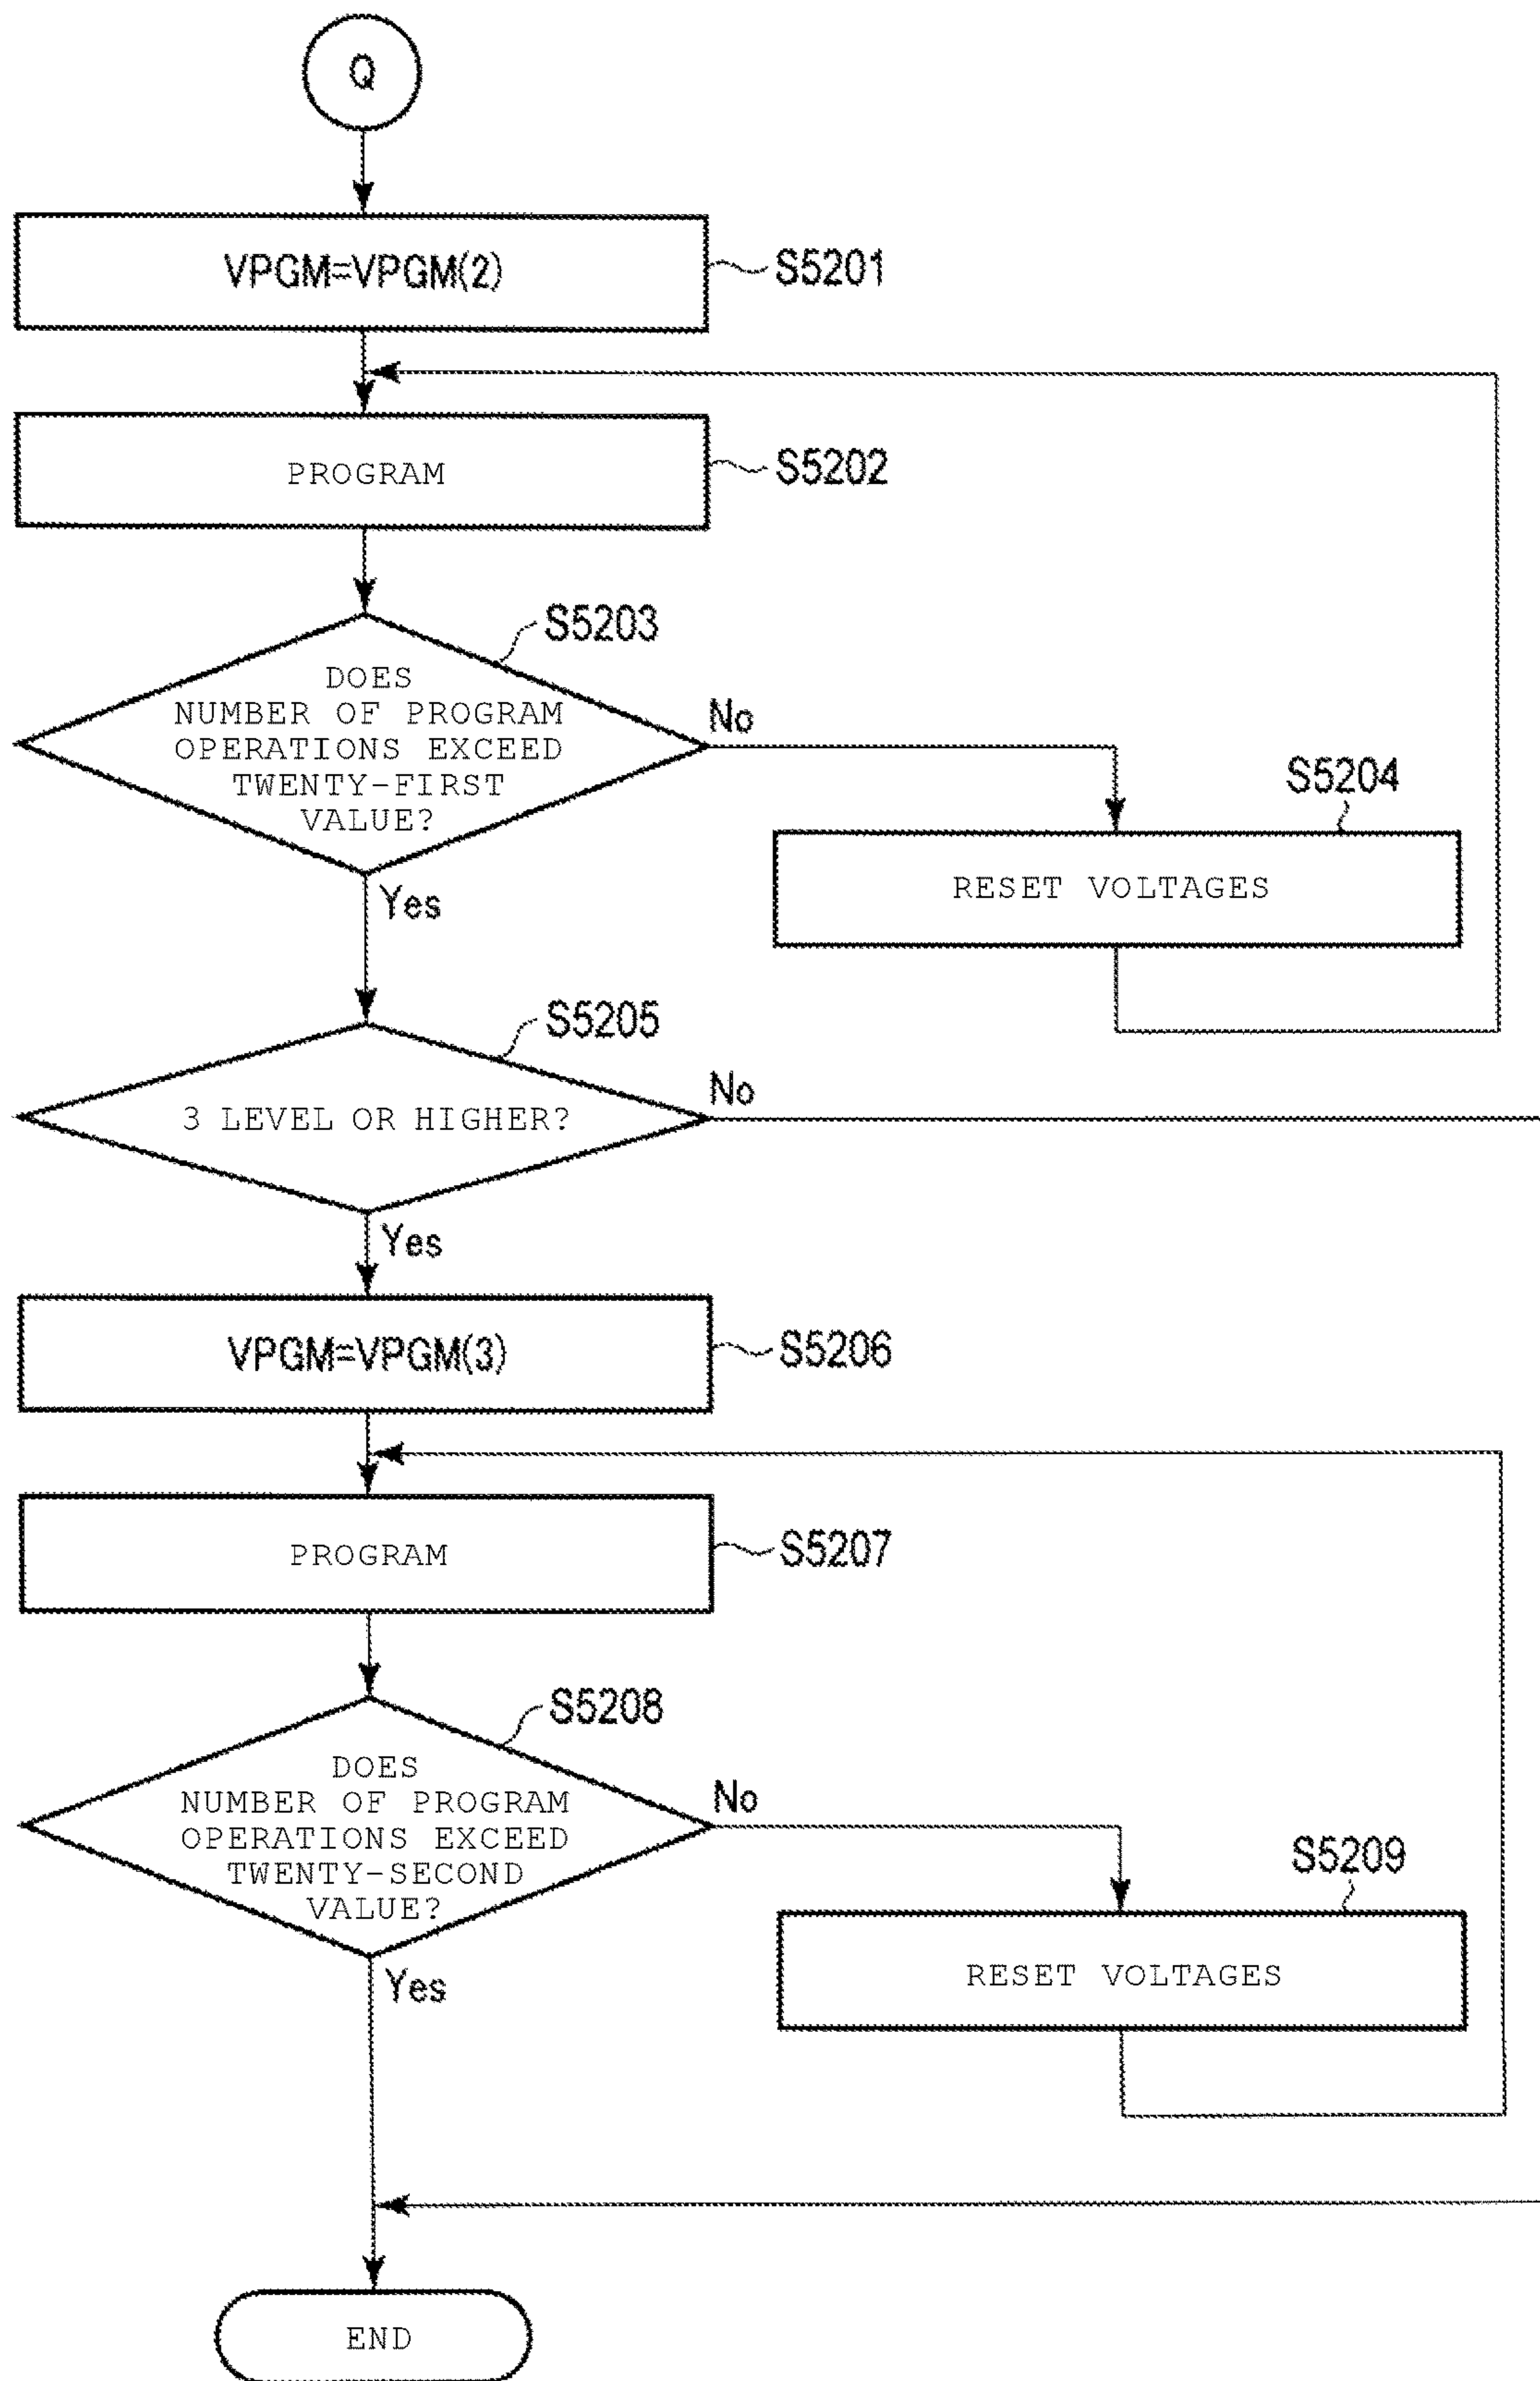 Q
VPGM=VPGM(2)
S5201
PROGRAM
S5202
S5203
DOES
NUMBER OF PROGRAM
OPERATIONS EXCEED
TWENTY-FIRST
VALUE?
No
Yes
S5204
RESET VOLTAGES
S5205
3 LEVEL OR HIGHER?
No
Yes
VPGM=VPGM(3)
S5206
PROGRAM
S5207
S5208
DOES
NUMBER OF PROGRAM
OPERATIONS EXCEED
TWENTY-SECOND
VALUE?
No
Yes
S5209
RESET VOLTAGES
END